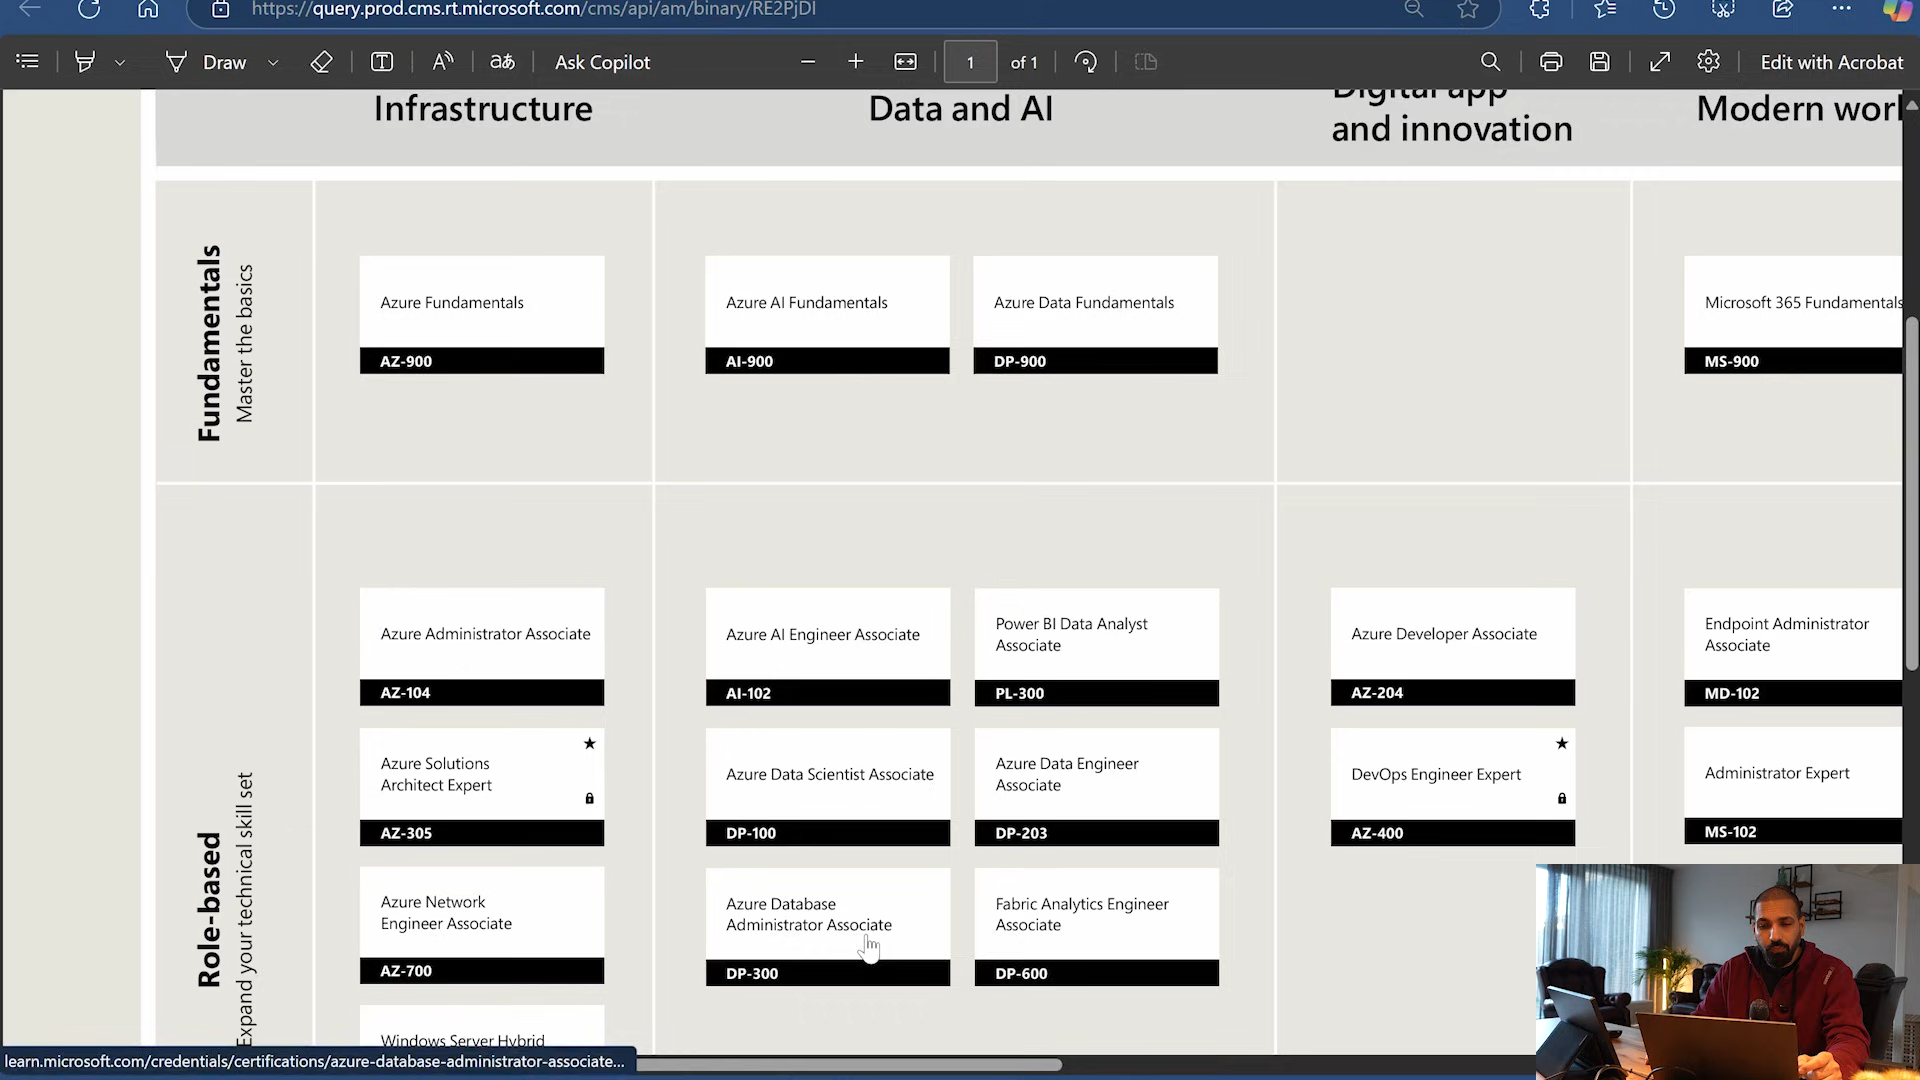 https://query.prod.cms.rt.microsoft.com/cms/api/am/binary/RE2PjDI
Draw
Ask Copilot
1
of 1
Edit with Acrobat
Infrastructure
Data and AI
Digital app
and innovation
Modern worl
Fundamentals
Master the basics
Azure Fundamentals
AZ-900
Azure AI Fundamentals
AI-900
Azure Data Fundamentals
DP-900
Microsoft 365 Fundamentals
MS-900
Role-based
Expand your technical skill set
Azure Administrator Associate
AZ-104
Azure AI Engineer Associate
AI-102
Power BI Data Analyst
Associate
PL-300
Azure Developer Associate
AZ-204
Endpoint Administrator
Associate
MD-102
Azure Solutions
Architect Expert
AZ-305
Azure Data Scientist Associate
DP-100
Azure Data Engineer
Associate
DP-203
DevOps Engineer Expert
AZ-400
Administrator Expert
MS-102
Azure Network
Engineer Associate
AZ-700
Azure Database
Administrator Associate
DP-300
Fabric Analytics Engineer
Associate
DP-600
Windows Server Hybrid
learn.microsoft.com/credentials/certifications/azure-database-administrator-associate...